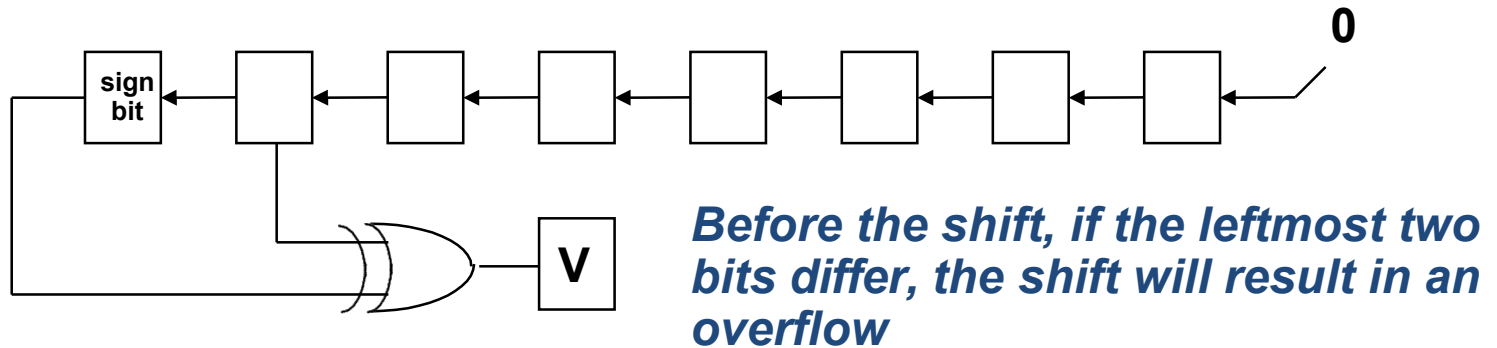 0
sign
bit
V
Before the shift, if the leftmost two
bits differ, the shift will result in an
overflow